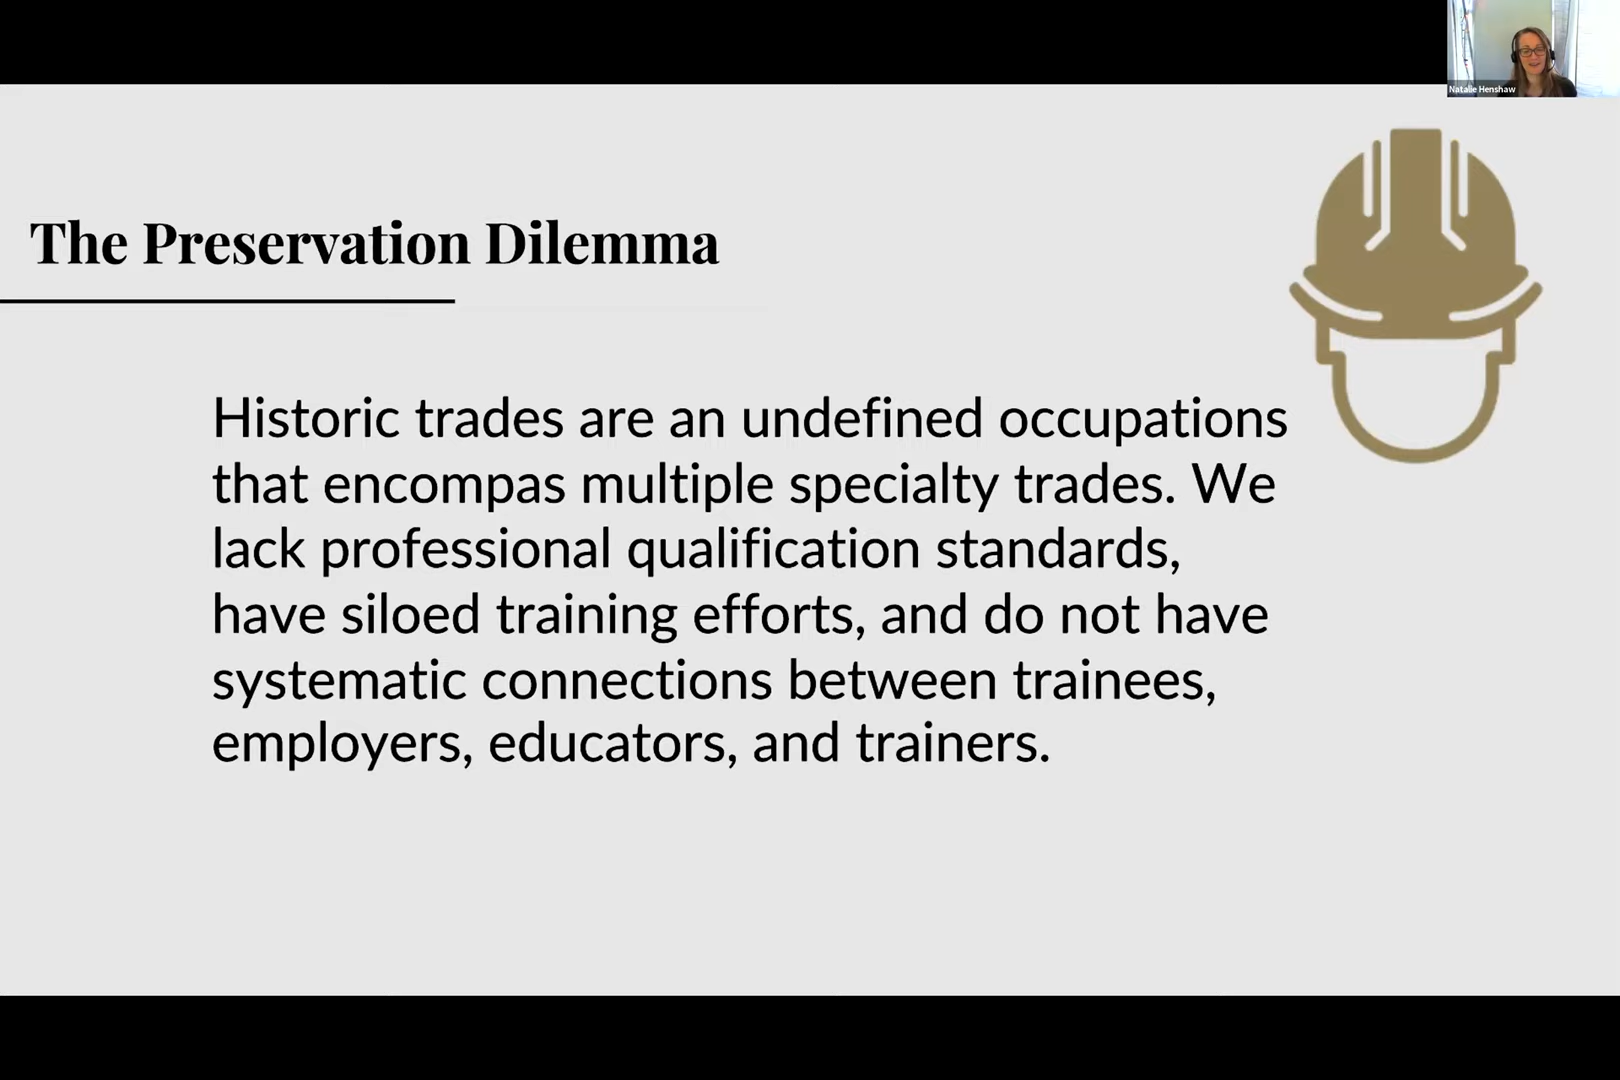 Natalie Henshaw
The Preservation Dilemma
Historic trades are an undefined occupations
that encompas multiple specialty trades. We
lack professional qualification standards,
have siloed training efforts, and do not have
systematic connections between trainees,
employers, educators, and trainers.